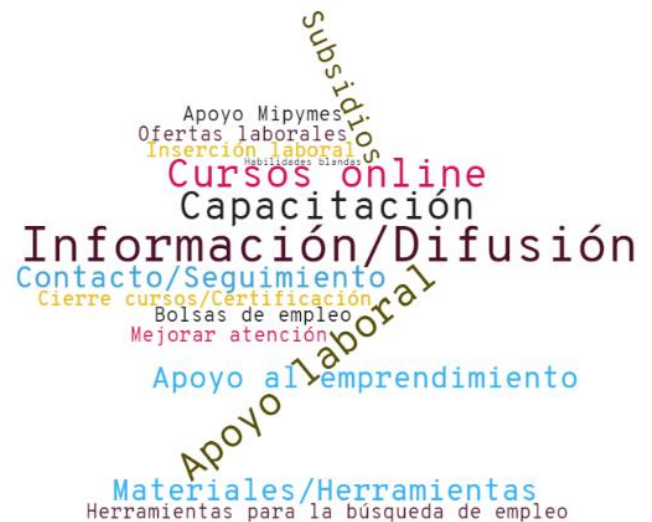 Subsidios
Apoyo Mipymes
Ofertas laborales
Inserción laboral
Habilidades blandas
Cursos online
Capacitación
Información/Difusión
Contacto/Seguimiento
Cierre cursos/Certificación
Bolsas de empleo
Mejorar atención
Apoyo laboral
Apoyo al emprendimiento
Materiales/Herramientas
Herramientas para la búsqueda de empleo